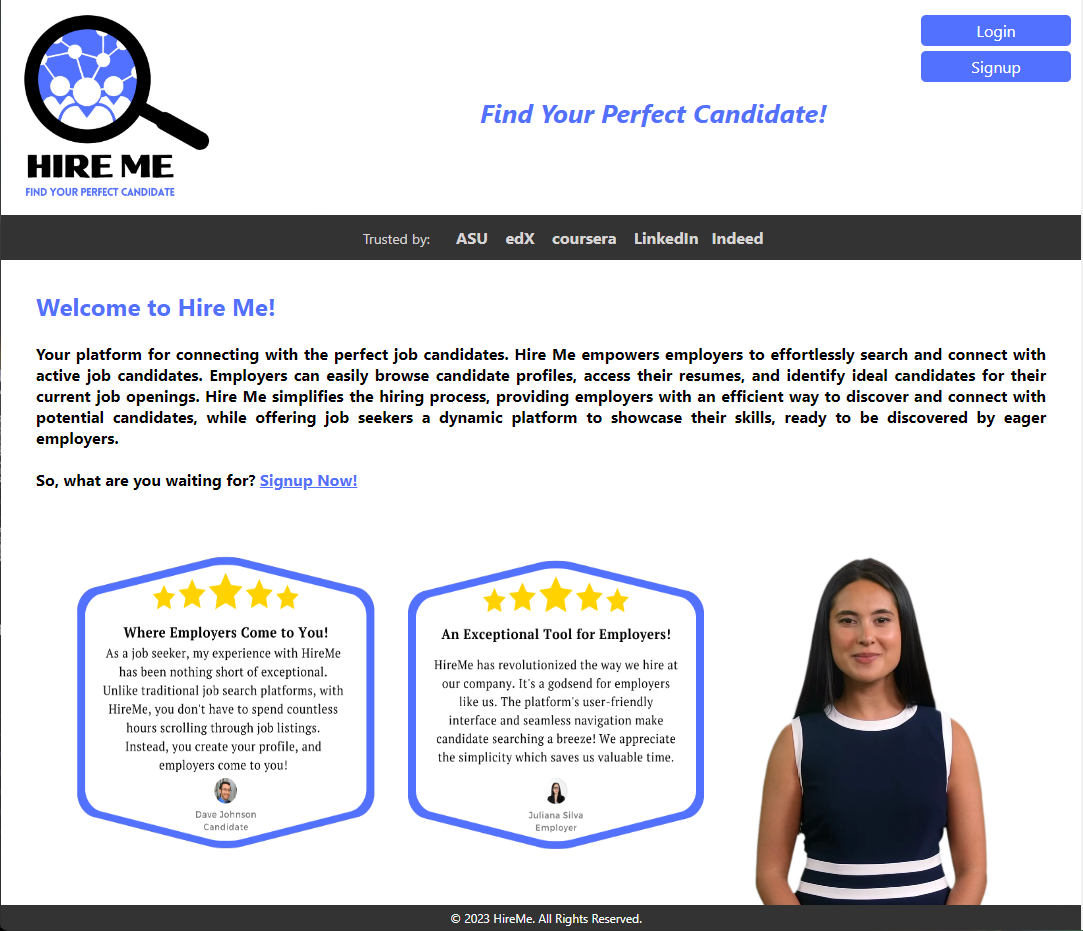 Login
Signup
Find Your Perfect Candidate!
HIRE ME
FIND YOUR PERFECT CANDIDATE
Trusted by: ASU edX coursera LinkedIn Indeed
Welcome to Hire Me!
Your platform for connecting with the perfect job candidates. Hire Me empowers employers to effortlessly search and connect with
active job candidates. Employers can easily browse candidate profiles, access their resumes, and identify ideal candidates for their
current job openings. Hire Me simplifies the hiring process, providing employers with an efficient way to discover and connect with
potential candidates, while offering job seekers a dynamic platform to showcase their skills, ready to be discovered by eager
employers.
So, what are you waiting for? Signup Now!
Where Employers Come to You!
As a job seeker, my experience with HireMe
has been nothing short of exceptional.
Unlike traditional job search platforms, with
HireMe, you don't have to spend countless
hours scrolling through job listings.
Instead, you create your profile, and
employers come to you!
Dave Johnson
Candidate
An Exceptional Tool for Employers!
HireMe has revolutionized the way we hire at
our company. It's a godsend for employers
like us. The platform's user-friendly
interface and seamless navigation make
candidate searching a breeze! We appreciate
the simplicity which saves us valuable time.
Juliana Silva
Employer
© 2023 HireMe. All Rights Reserved.